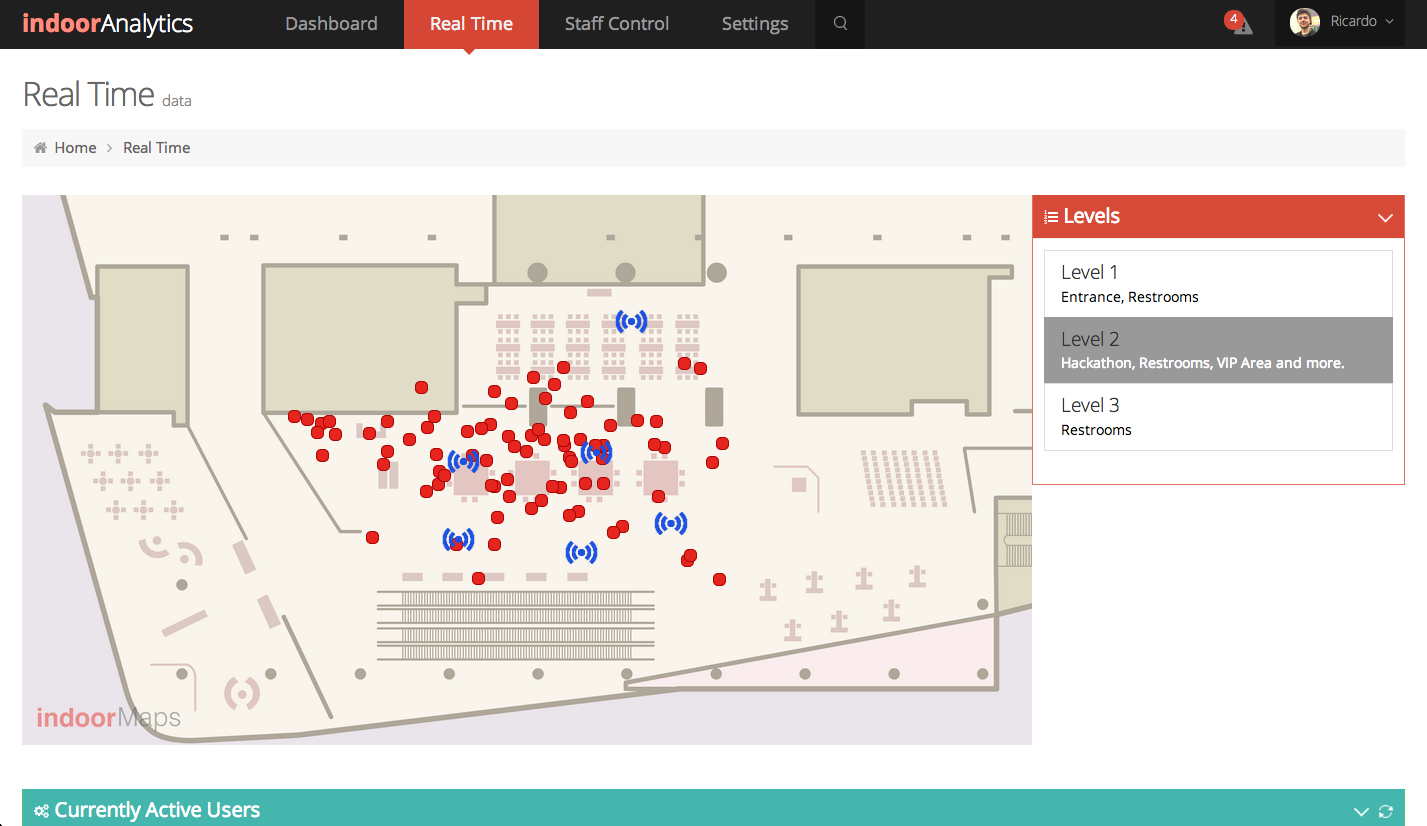 indoorAnalytics Dashboard Real Time Staff Control Settings 4 Ricardo
Real Time data
Home > Real Time
Levels
Level 1
Entrance, Restrooms
Level 2
Hackathon, Restrooms, VIP Area and more.
Level 3
Restrooms
indoorMaps
Currently Active Users